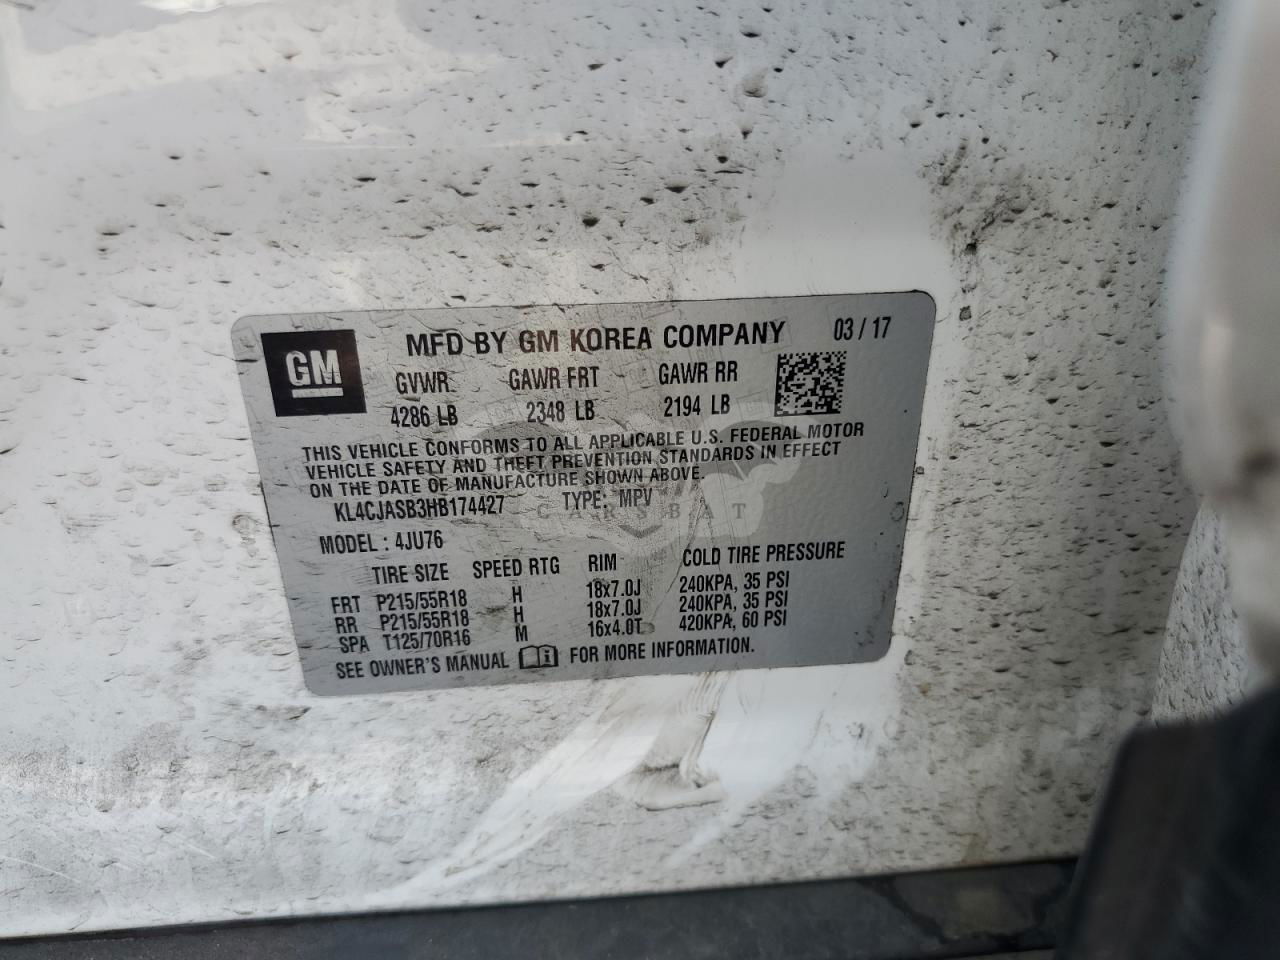 MFD BY GM KOREA COMPANY 03/17
GM
GVWR GAWR FRT GAWR RR
4286 LB 2348 LB 2194 LB
THIS VEHICLE CONFORMS TO ALL APPLICABLE U.S. FEDERAL MOTOR
VEHICLE SAFETY AND THEFT PREVENTION STANDARDS IN EFFECT
ON THE DATE OF MANUFACTURE SHOWN ABOVE.
KL4CJASB3HB174427 TYPE: MPV
CARSBAT
MODEL : 4JU76
TIRE SIZE SPEED RTG RIM COLD TIRE PRESSURE
FRT P215/55R18 H 18x7.0J 240KPA, 35 PSI
RR P215/55R18 H 18x7.0J 240KPA, 35 PSI
SPA T125/70R16 M 16x4.0T 420KPA, 60 PSI
SEE OWNER'S MANUAL FOR MORE INFORMATION.